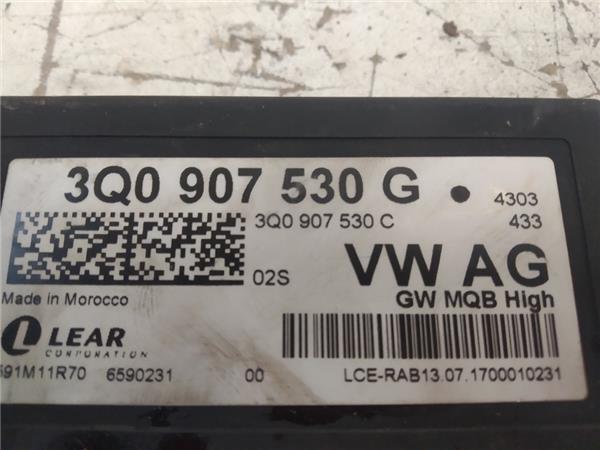 3Q0 907 530 G 4303
3Q0 907 530 C 433
02S VW AG
Made in Morocco GW MQB High
LEAR
CORPORATION
591M11R70 6590231 00 LCE-RAB13.07.1700010231